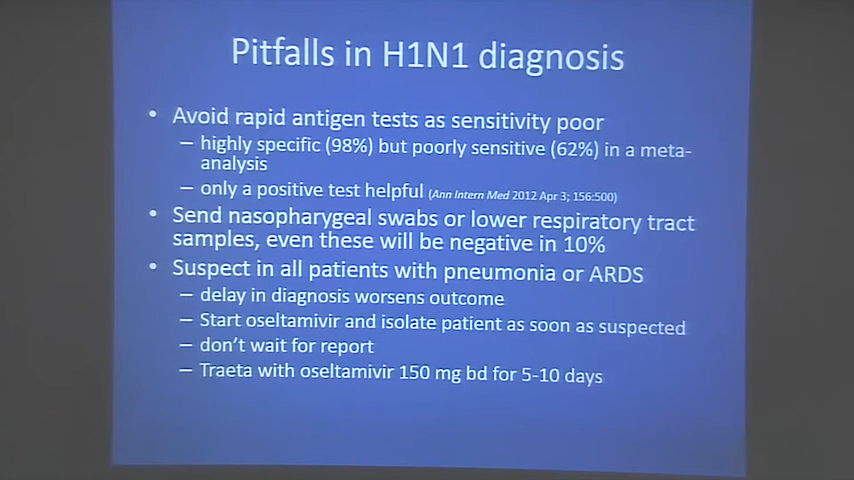 Pitfalls in H1N1 diagnosis
• Avoid rapid antigen tests as sensitivity poor
– highly specific (98%) but poorly sensitive (62%) in a meta-
analysis
– only a positive test helpful (Ann Intern Med 2012 Apr 3; 156:500)
• Send nasopharygeal swabs or lower respiratory tract
samples, even these will be negative in 10%
• Suspect in all patients with pneumonia or ARDS
– delay in diagnosis worsens outcome
– Start oseltamivir and isolate patient as soon as suspected
– don't wait for report
– Traeta with oseltamivir 150 mg bd for 5-10 days